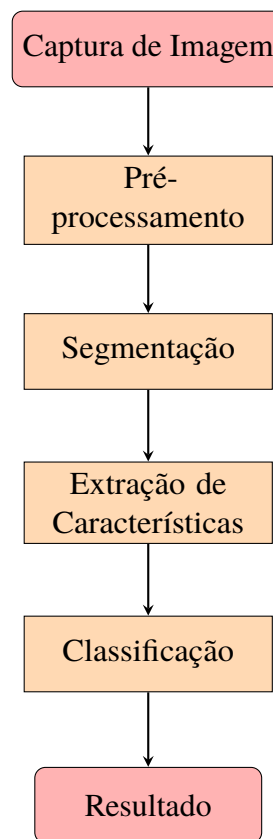 Captura de Imagem
Pré-
processamento
Segmentação
Extração de
Características
Classificação
Resultado